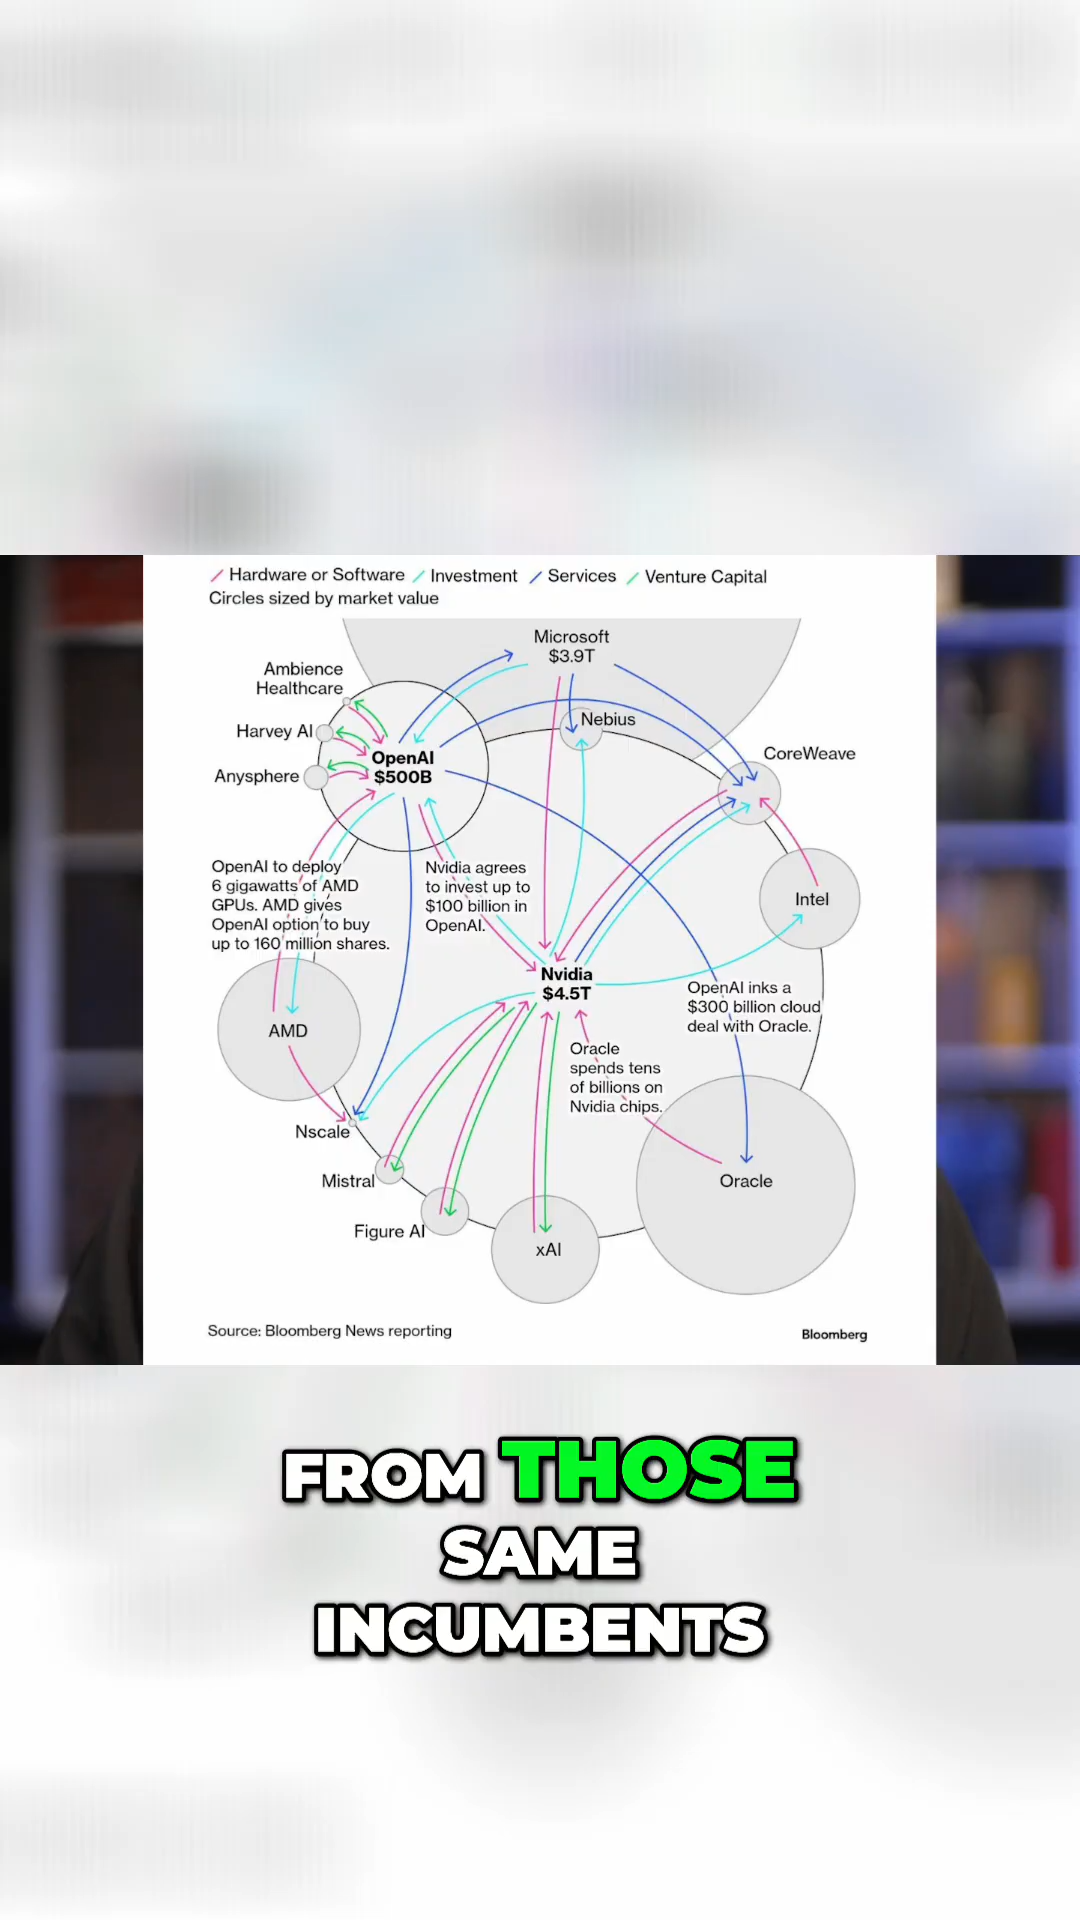 Hardware or Software Investment Services Venture Capital
Circles sized by market value
Microsoft
$3.9T
Ambience
Healthcare
Harvey AI
Anysphere
OpenAI
$500B
Nebius
CoreWeave
OpenAI to deploy
6 gigawatts of AMD
GPUs. AMD gives
OpenAI option to buy
up to 160 million shares.
Nvidia agrees
to invest up to
$100 billion in
OpenAI.
Intel
Nvidia
$4.5T
OpenAI inks a
$300 billion cloud
deal with Oracle.
AMD
Oracle
spends tens
of billions on
Nvidia chips.
Nscale
Mistral
Figure AI
xAI
Oracle
Source: Bloomberg News reporting
Bloomberg
FROM THOSE
SAME
INCUMBENTS